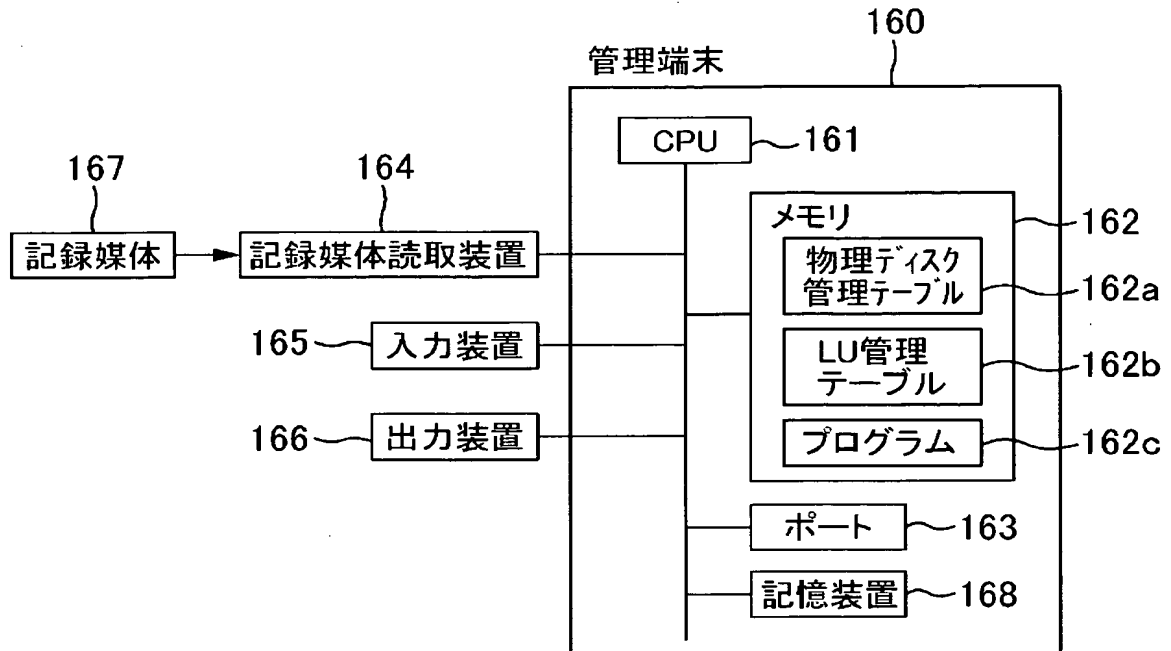 160
管理端末
CPU
161
167
164
記録媒体
記録媒体読取装置
メモリ
162
物理ディスク
管理テーブル
162a
165
入力装置
LU管理
テーブル
162b
166
出力装置
プログラム
162c
ポート
163
記憶装置
168